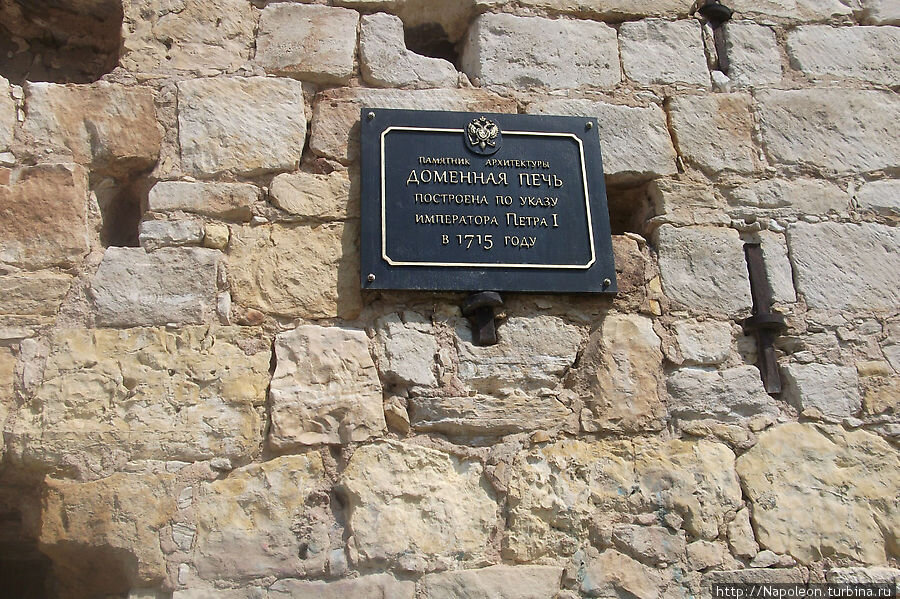 ПАМЯТНИК АРХИТЕКТУРЫ
ДОМЕННАЯ ПЕЧЬ
ПОСТРОЕНА ПО УКАЗУ
ИМПЕРАТОРА ПЕТРА I
В 1715 ГОДУ
http://Napoleon.turbina.ru